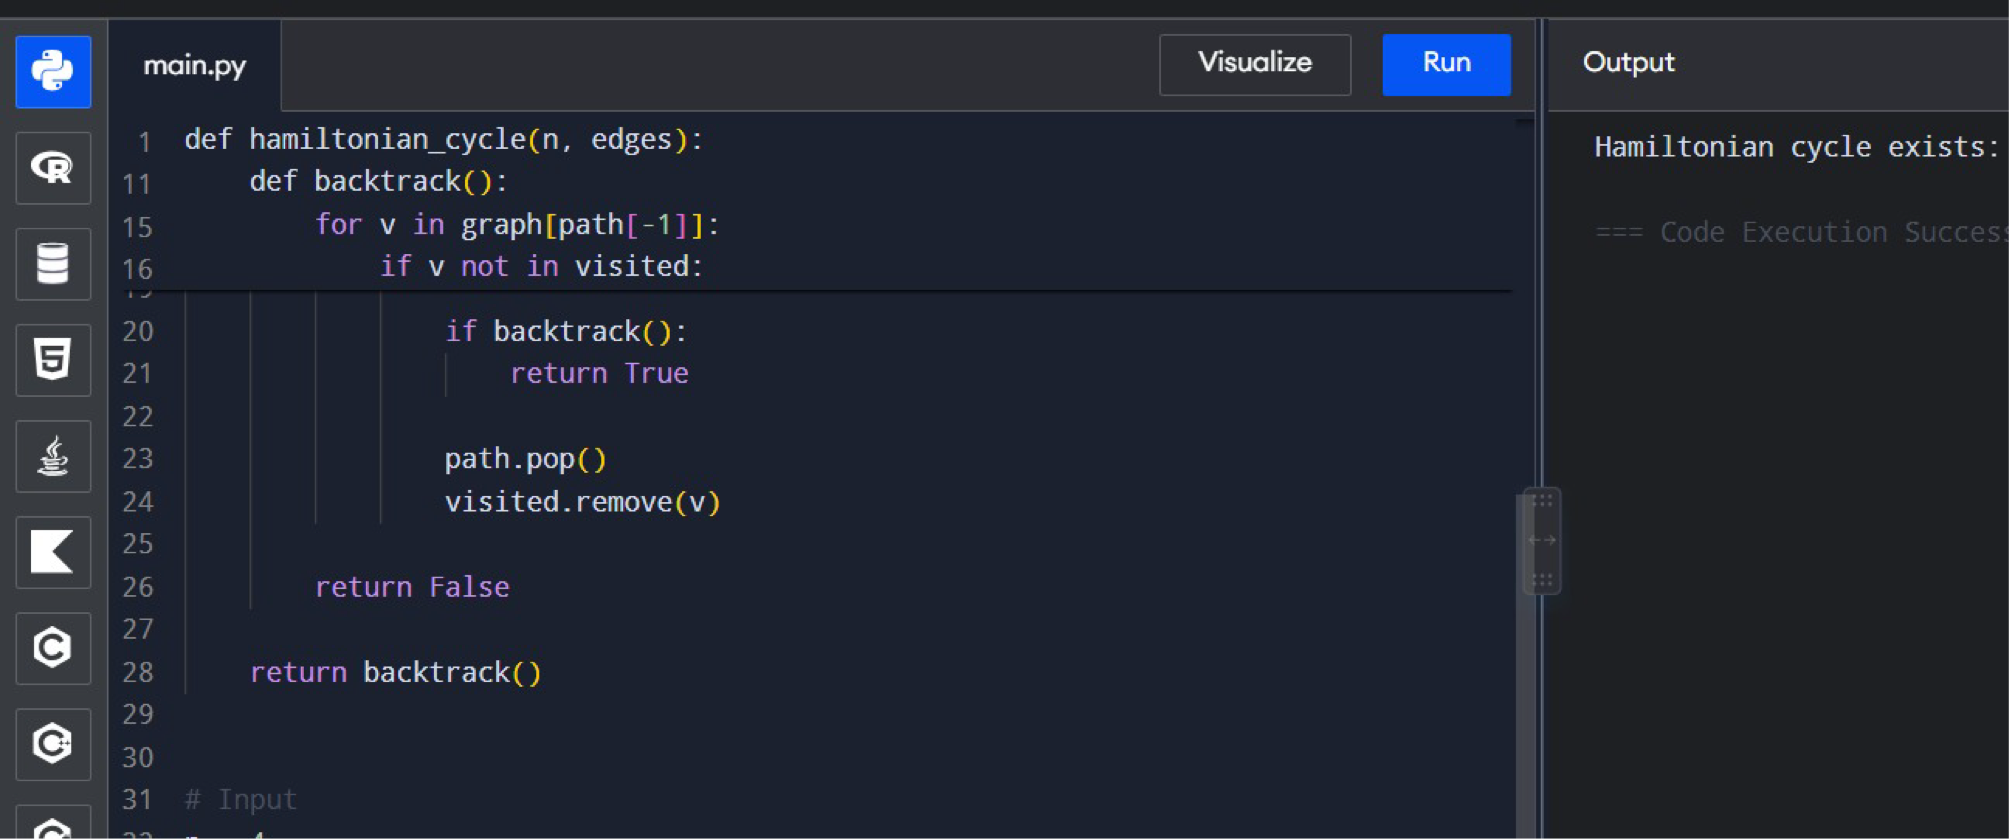 main.py
Visualize
Run
Output
1 def hamiltonian_cycle(n, edges):
11 def backtrack():
15 for v in graph[path[-1]]:
16 if v not in visited:
20 if backtrack():
21 return True
22
23 path.pop()
24 visited.remove(v)
25
26 return False
27
28 return backtrack()
29
30
31 # Input
Hamiltonian cycle exists:
=== Code Execution Success